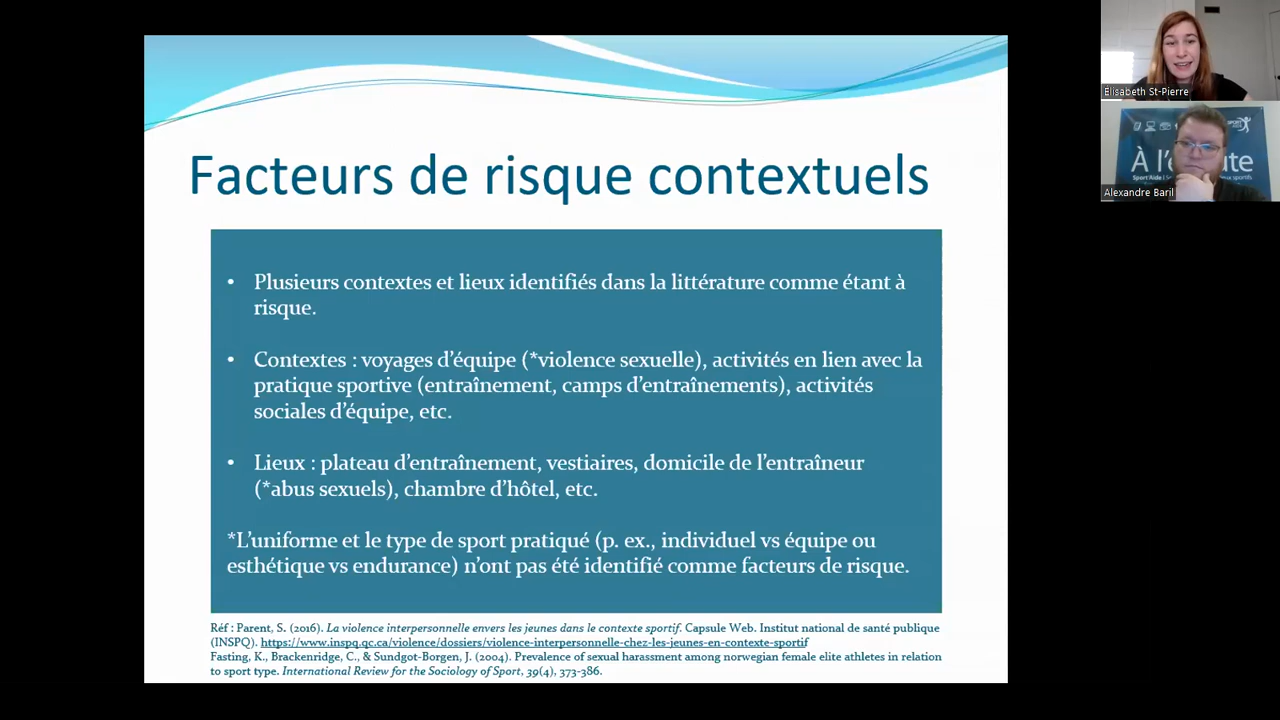 Facteurs de risque contextuels
• Plusieurs contextes et lieux identifiés dans la littérature comme étant à
risque.
• Contextes : voyages d’équipe (*violence sexuelle), activités en lien avec la
pratique sportive (entraînement, camps d’entraînements), activités
sociales d’équipe, etc.
• Lieux : plateau d’entraînement, vestiaires, domicile de l’entraîneur
(*abus sexuels), chambre d’hôtel, etc.
*L’uniforme et le type de sport pratiqué (p. ex., individuel vs équipe ou
esthétique vs endurance) n’ont pas été identifié comme facteurs de risque.
Réf : Parent, S. (2016). La violence interpersonnelle envers les jeunes dans le contexte sportif. Capsule Web. Institut national de santé publique
(INSPQ). https://www.inspq.qc.ca/violence/dossiers/violence-interpersonnelle-chez-les-jeunes-en-contexte-sportif
Fasting, K., Brackenridge, C., & Sundgot-Borgen, J. (2004). Prevalence of sexual harassment among norwegian female elite athletes in relation
to sport type. International Review for the Sociology of Sport, 39(4), 373-386.
Elisabeth St-Pierre
À l’é ute
Sport'Aide
Alexandre Baril